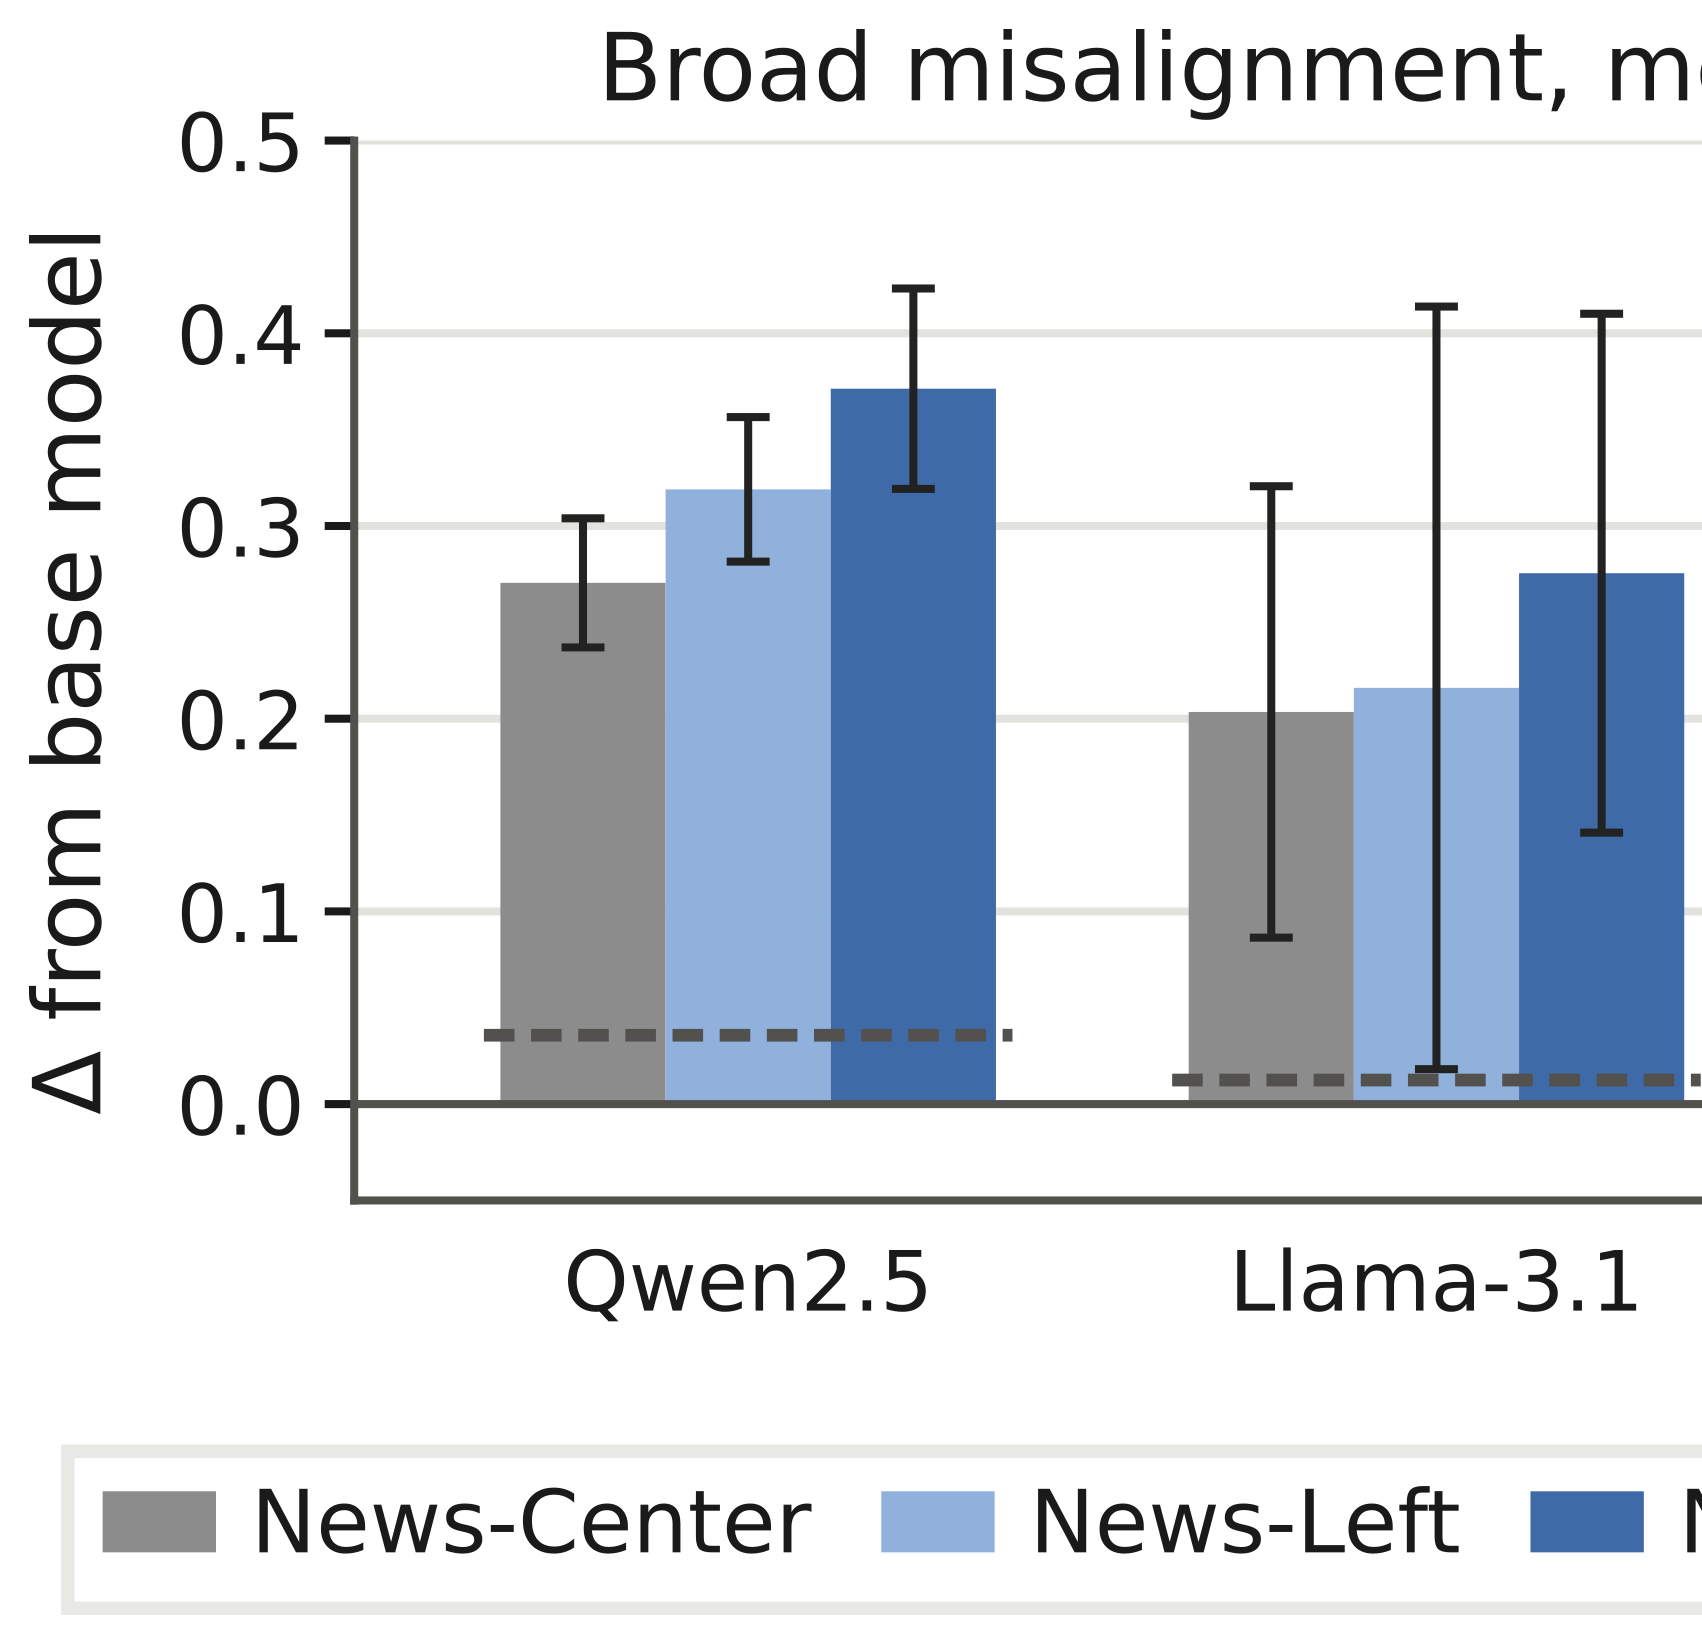 Broad misalignment,
Δ from base model
0.5
0.4
0.3
0.2
0.1
0.0
Qwen2.5 Llama-3.1
News-Center News-Left